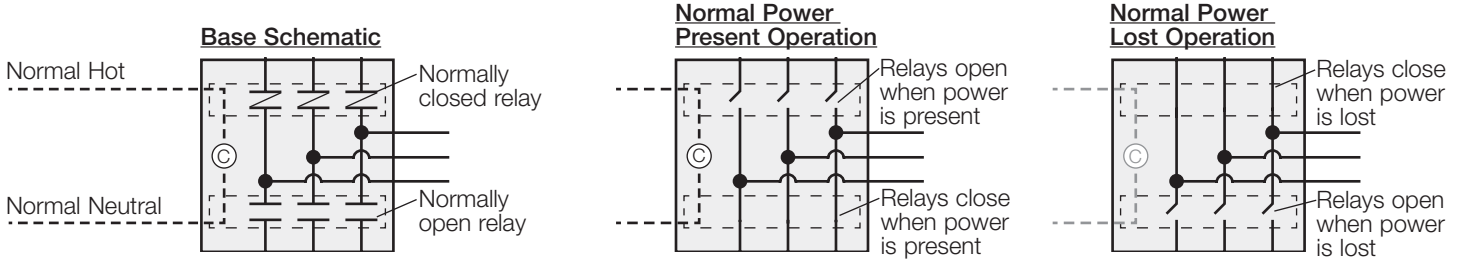 Base Schematic
Normal Hot
Normally
closed relay
C
Normal Neutral
Normally
open relay
Normal Power
Present Operation
Relays open
when power
is present
C
Relays close
when power
is present
Normal Power
Lost Operation
Relays close
when power
is lost
C
Relays open
when power
is lost